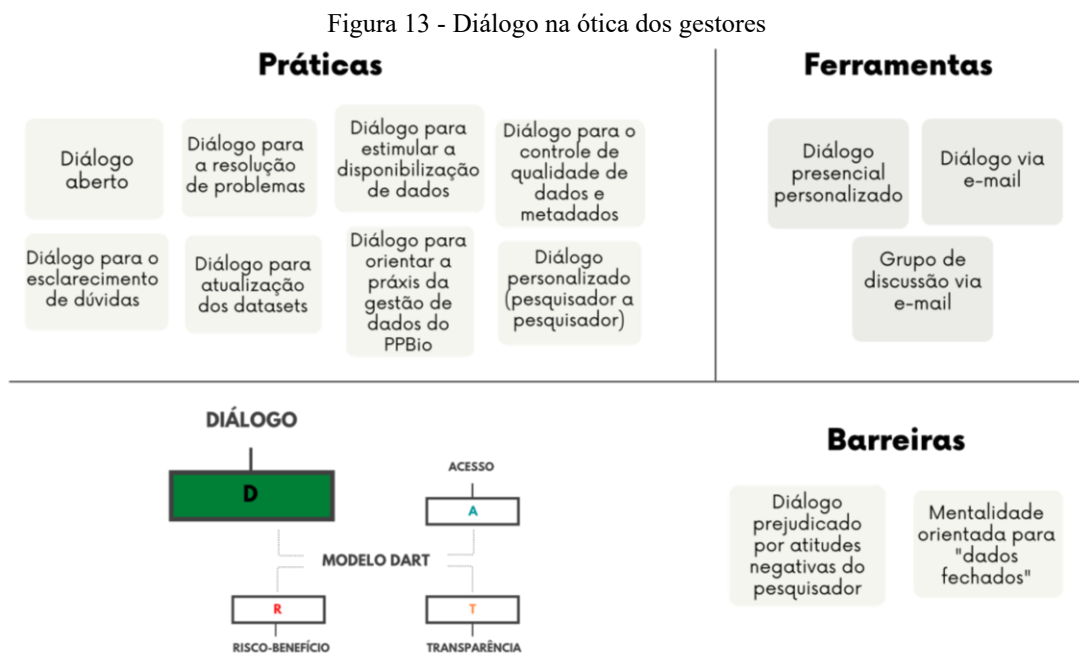 Figura 13 - Diálogo na ótica dos gestores
Práticas
Diálogo
aberto
Diálogo para
a resolução
de problemas
Diálogo para
estimular a
disponibilização
de dados
Diálogo para o
controle de
qualidade de
dados e
metadados
Diálogo para o
esclarecimento
de dúvidas
Diálogo para
atualização
dos datasets
Diálogo para
orientar a
práxis da
gestão de
dados do
PPBio
Diálogo
personalizado
(pesquisador a
pesquisador)
Ferramentas
Diálogo
presencial
personalizado
Diálogo via
e-mail
Grupo de
discussão via
e-mail
DIÁLOGO
D
ACESSO
A
MODELO DART
R
RISCO-BENEFÍCIO
T
TRANSPARÊNCIA
Barreiras
Diálogo
prejudicado
por atitudes
negativas do
pesquisador
Mentalidade
orientada para
"dados
fechados"